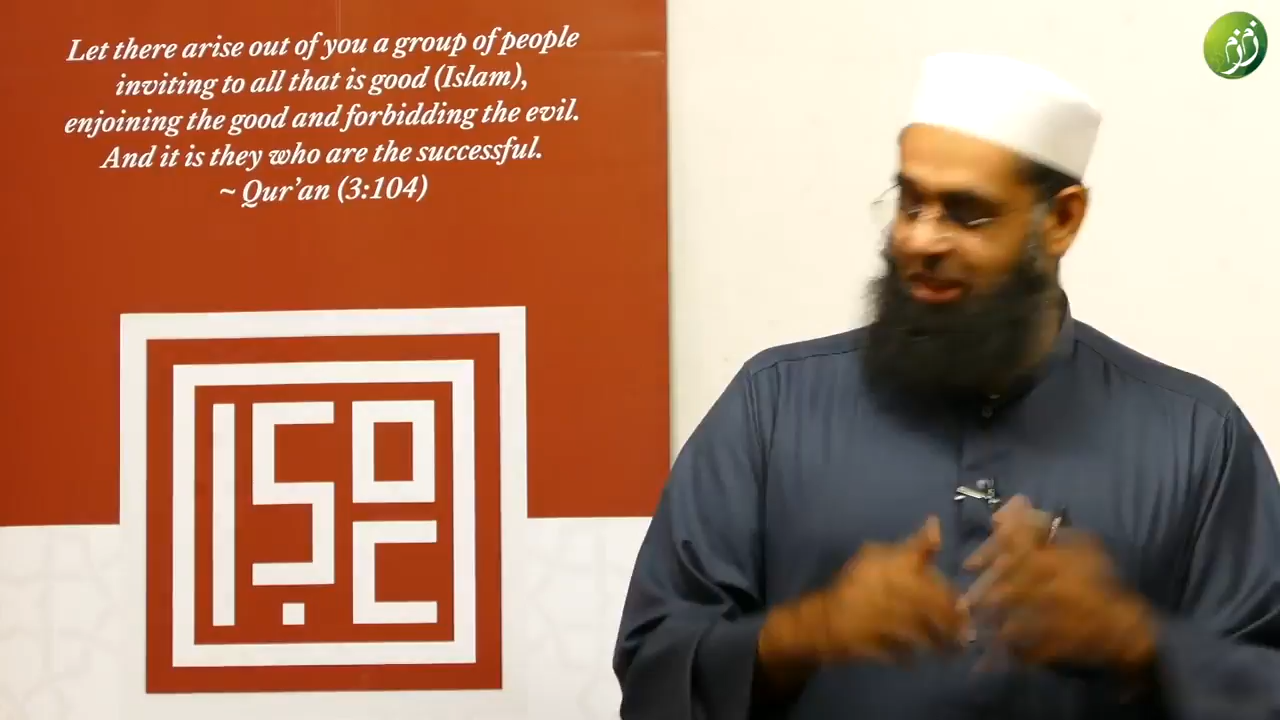 Let there arise out of you a group of people
inviting to all that is good (Islam),
enjoining the good and forbidding the evil.
And it is they who are the successful.
~ Qur'an (3:104)
زمزم